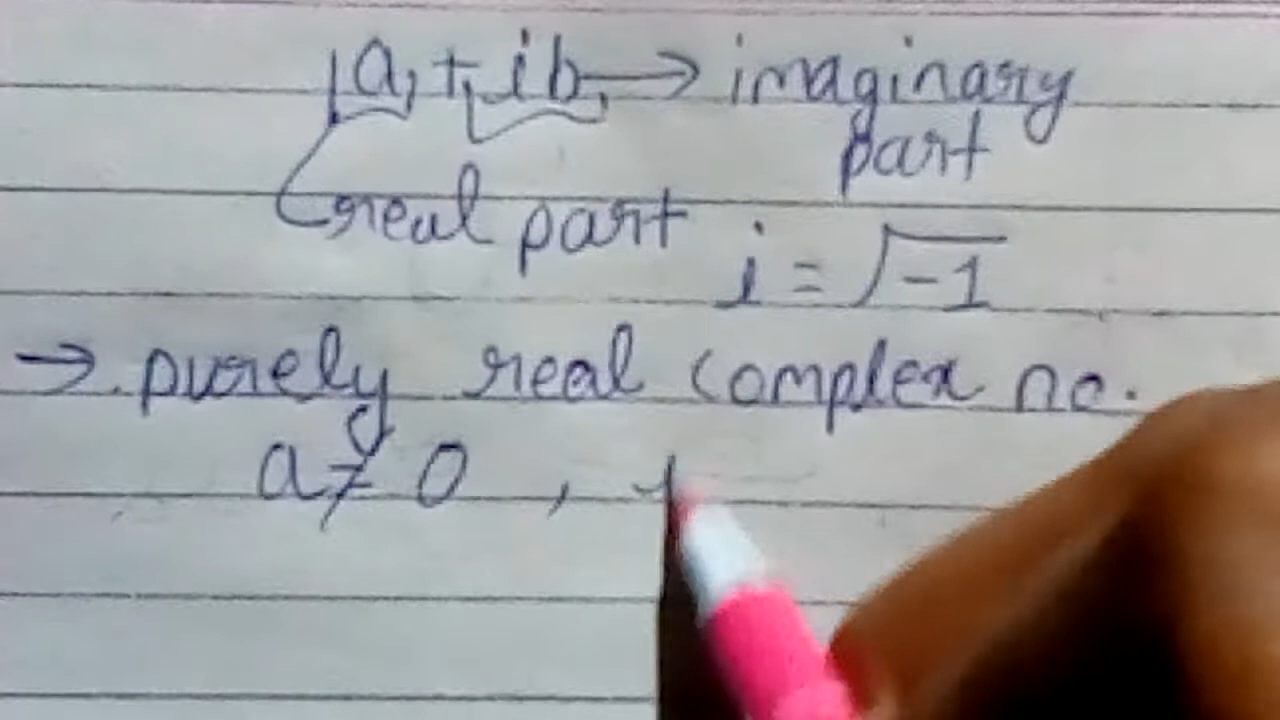 a + ib → imaginary
part
real part
i = √-1
→ purely real complex no.
a ≠ 0 ,